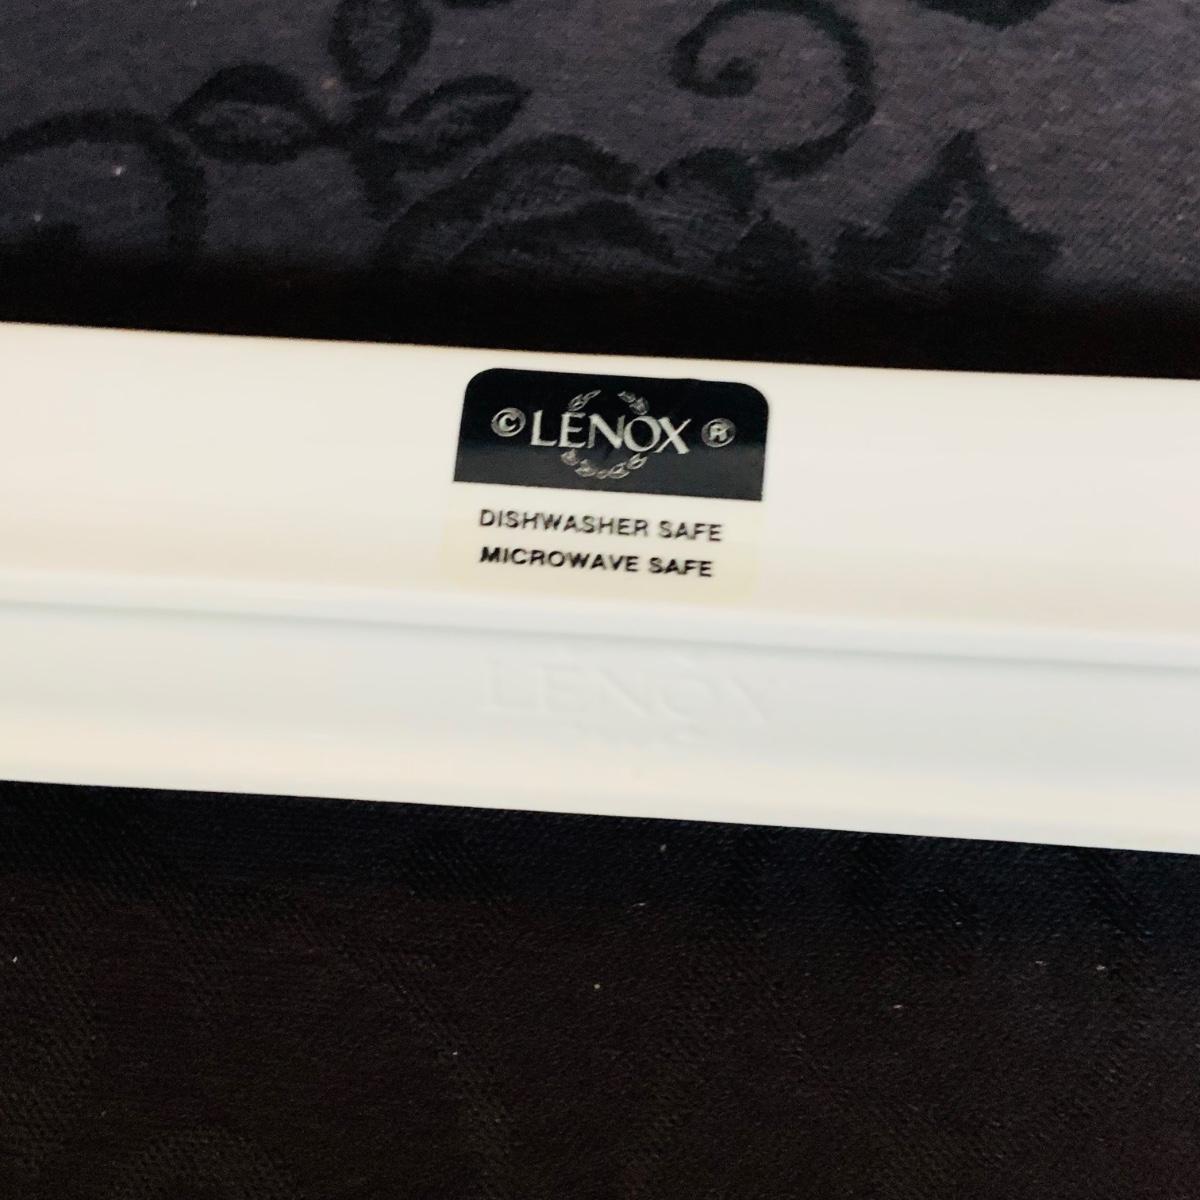 © LENOX ®
DISHWASHER SAFE
MICROWAVE SAFE
LENOX